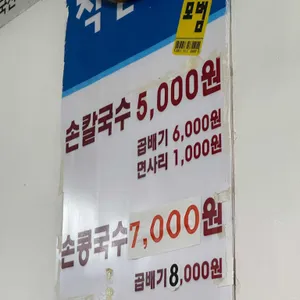 착한
모범
손칼국수 5,000원
곱배기 6,000원
면사리 1,000원
손콩국수 7,000원
곱배기 8,000원